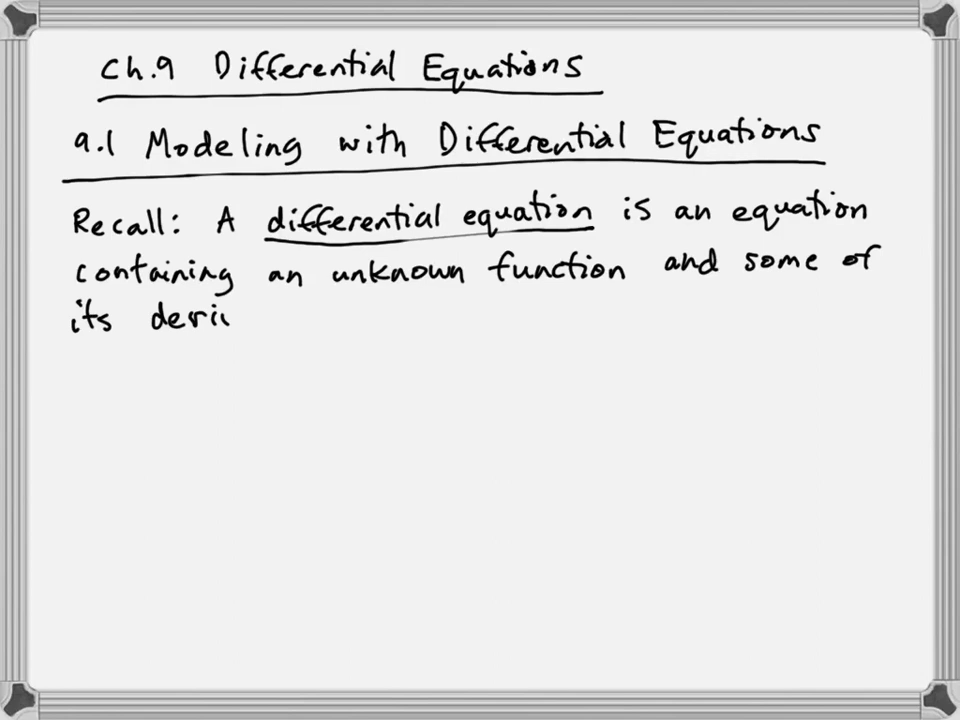 Ch.9 Differential Equations
9.1 Modeling with Differential Equations
Recall: A differential equation is an equation
containing an unknown function and some of
its deri